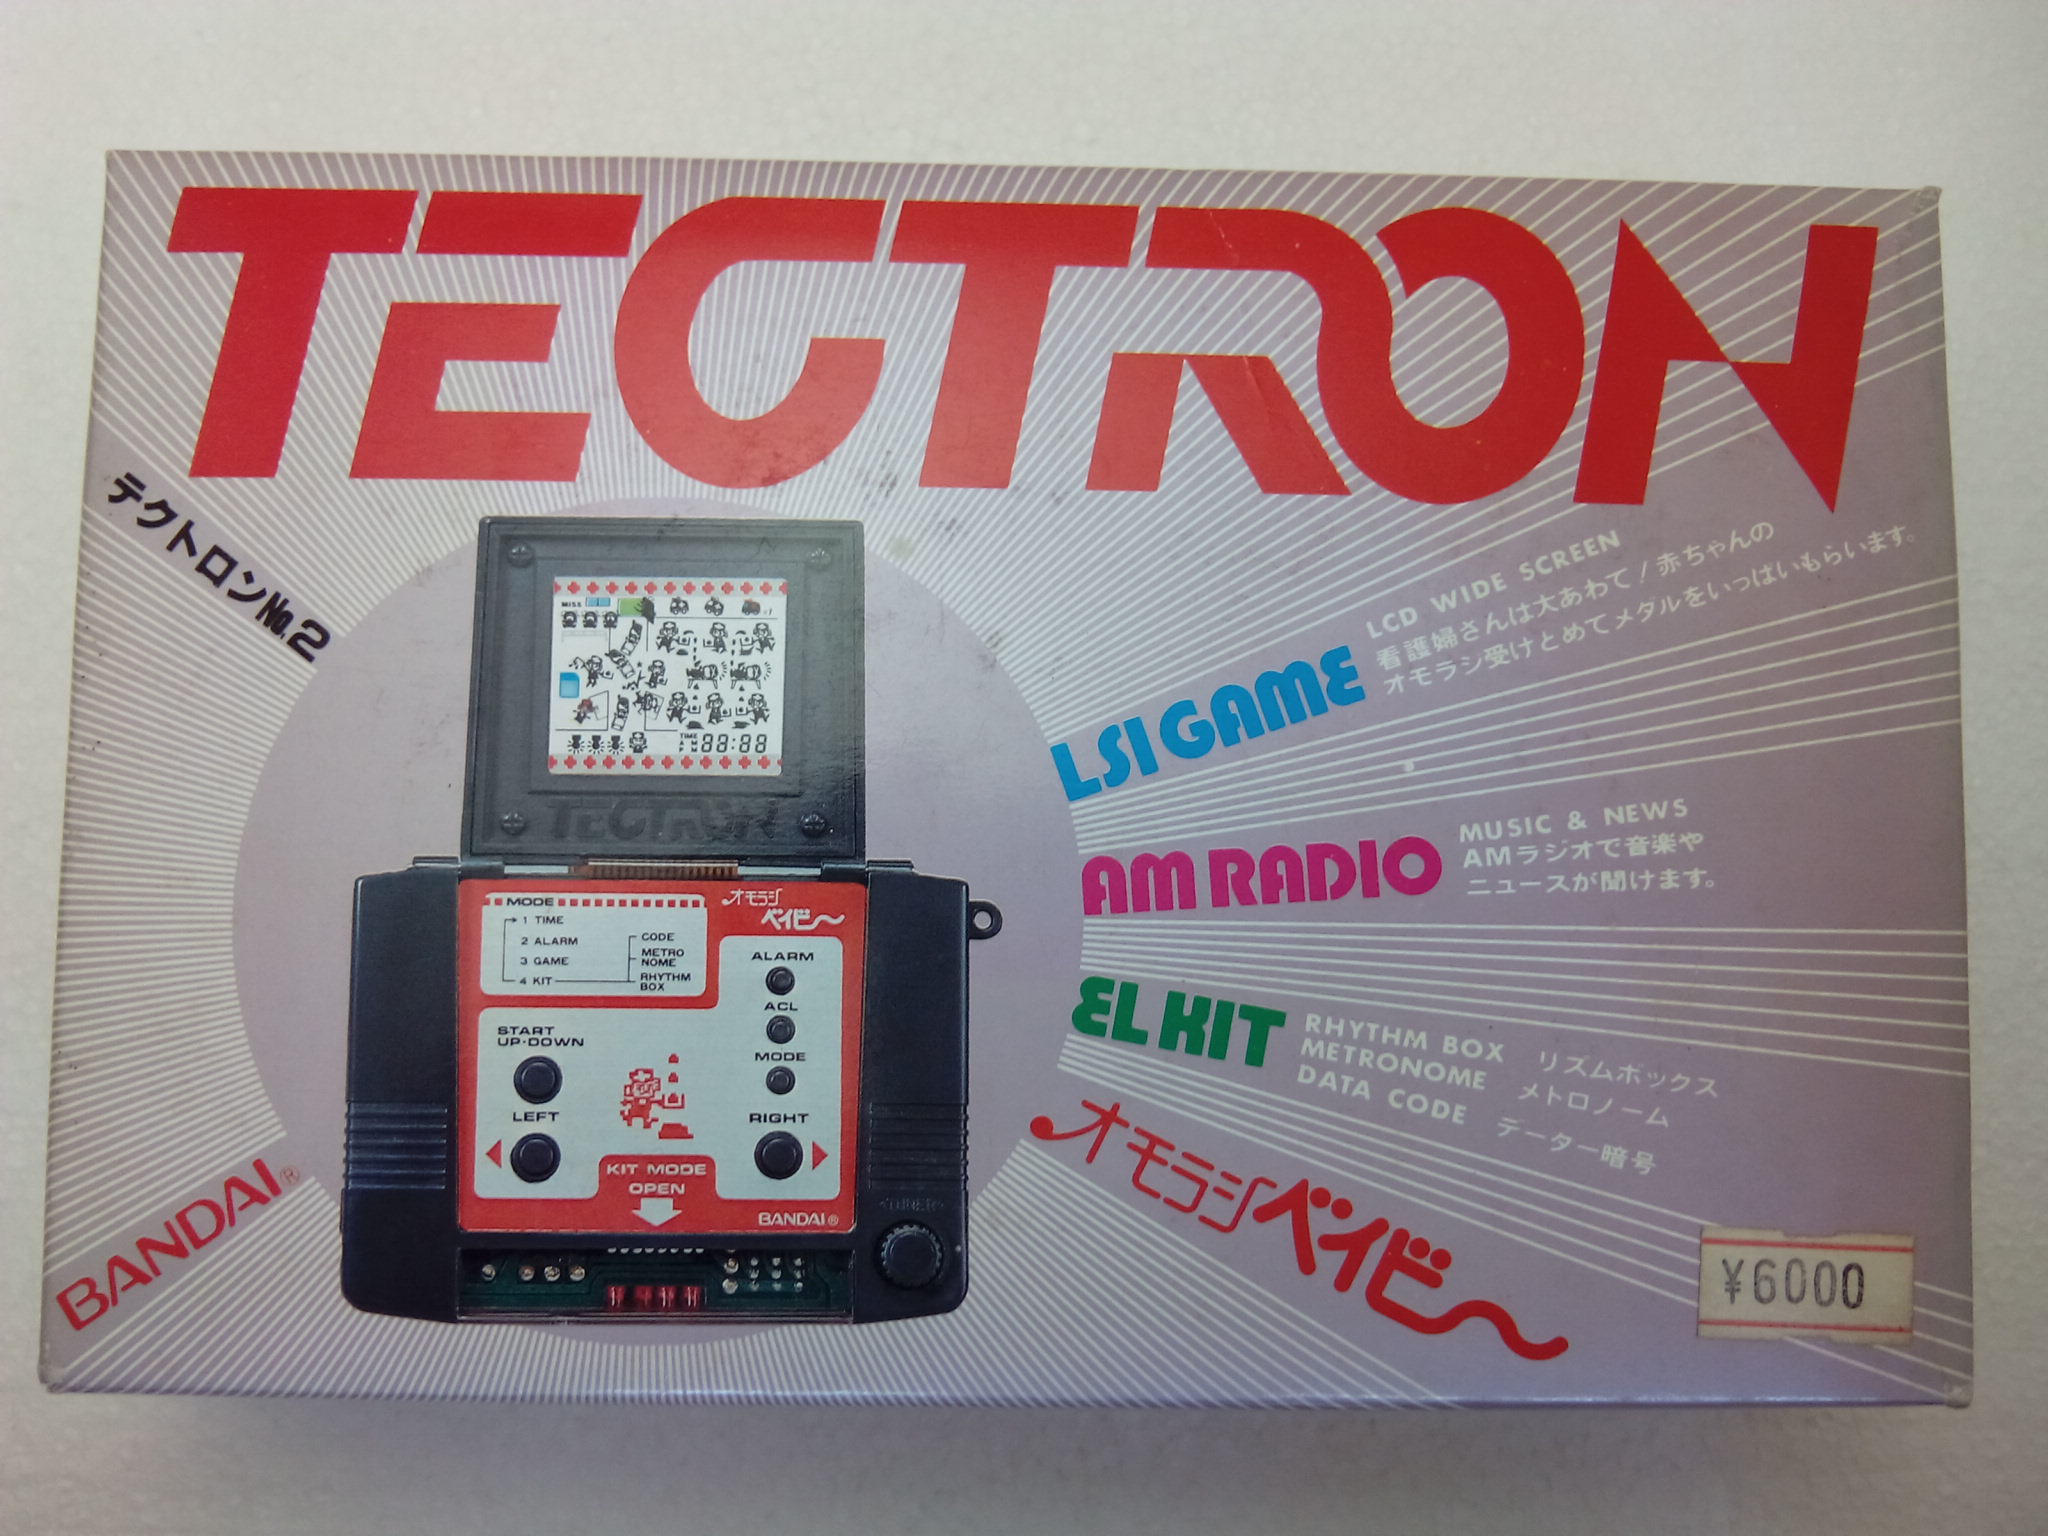 TECTRON
テクトロンNo.2
LSI GAME
LCD WIDE SCREEN
看護婦さんは大あわて!赤ちゃんの
オモラシ受けとめてメダルをいっぱいもらいます。
AM RADIO
MUSIC & NEWS
AMラジオで音楽や
ニュースが聞けます。
EL KIT
RHYTHM BOX リズムボックス
METRONOME メトロノーム
DATA CODE データー暗号
オモラシベイビ〜
BANDAI®
¥6000
MISS
TIME
A M
P M
88:88
TECTRON
MODE
1 TIME
2 ALARM
3 GAME
4 KIT
CODE
METRO
NOME
RHYTHM
BOX
オモラシ
ベイビ〜
ALARM
ACL
MODE
START
UP·DOWN
LEFT
RIGHT
KIT MODE
OPEN
BANDAI®
TUNER